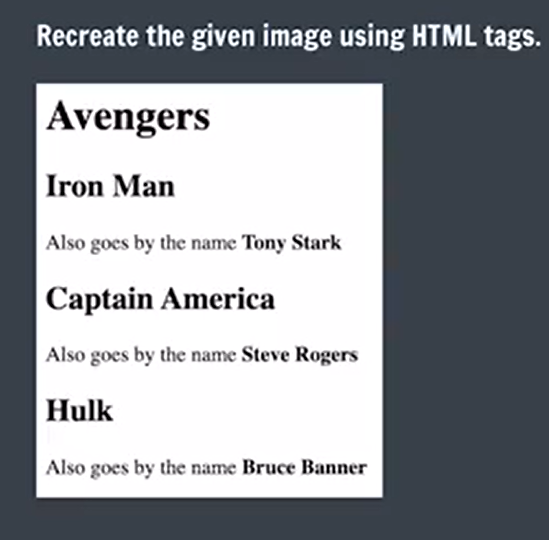 Recreate the given image using HTML tags.
Avengers
Iron Man
Also goes by the name Tony Stark
Captain America
Also goes by the name Steve Rogers
Hulk
Also goes by the name Bruce Banner